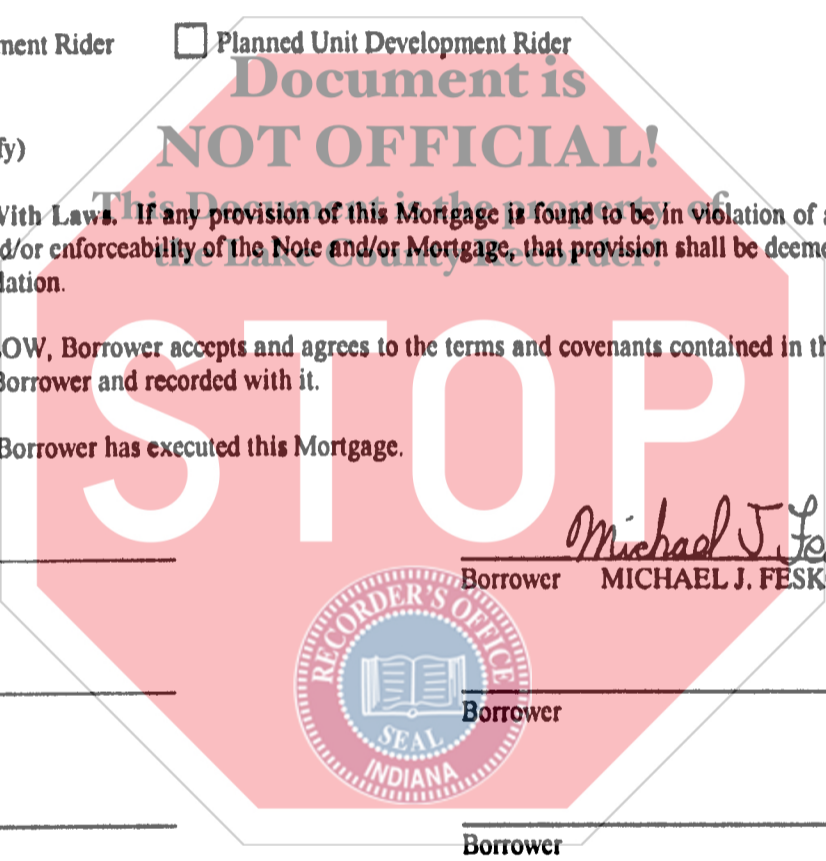 ment Rider Planned Unit Development Rider
Document is
NOT OFFICIAL!
fy)
This Document is the property of
With Laws. If any provision of this Mortgage is found to be in violation of
d/or enforceability of the Note and/or Mortgage, that provision shall be deeme
the Lake County Recorder!
lation.
STOP
OW, Borrower accepts and agrees to the terms and covenants contained in th
Borrower and recorded with it.
Borrower has executed this Mortgage.
Michael J. Fe
Borrower MICHAEL J. FESK
RECORDER'S OFFICE
SEAL
INDIANA
Borrower
Borrower